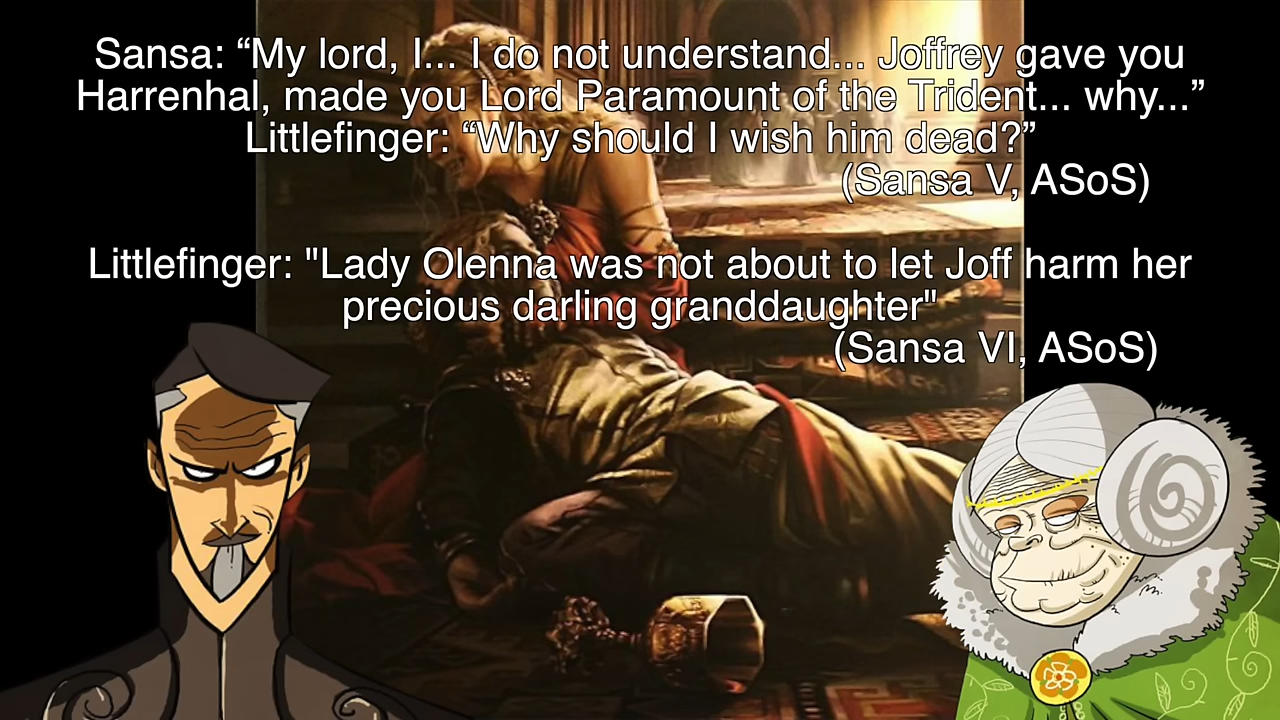 Sansa: “My lord, I... I do not understand... Joffrey gave you
Harrenhal, made you Lord Paramount of the Trident... why...”
Littlefinger: “Why should I wish him dead?”
(Sansa V, ASoS)
Littlefinger: "Lady Olenna was not about to let Joff harm her
precious darling granddaughter"
(Sansa VI, ASoS)